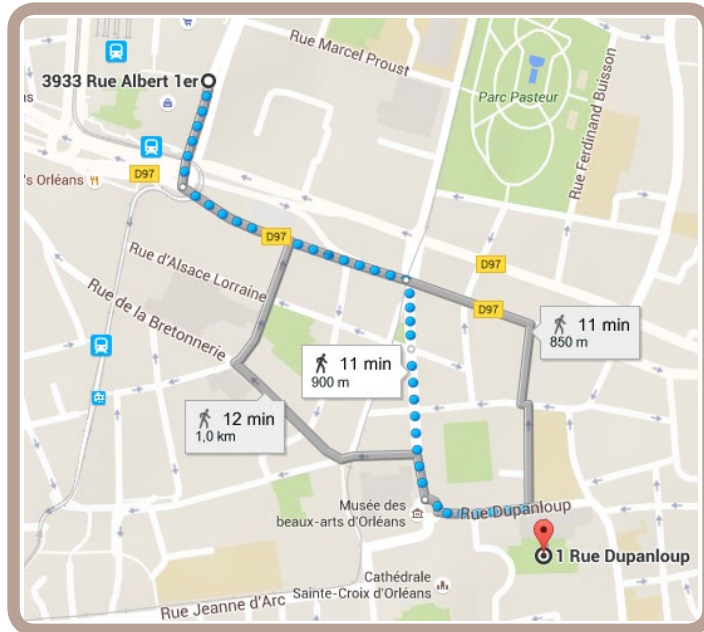 Rue Marcel Proust
3933 Rue Albert 1er
Parc Pasteur
Rue Ferdinand Buisson
D97
's Orléans
D97
D97
Rue d'Alsace Lorraine
D97
Rue de la Bretonnerie
11 min
850 m
11 min
900 m
12 min
1,0 km
Musée des
beaux-arts d'Orléans
Rue Dupanloup
1 Rue Dupanloup
Cathédrale
Sainte-Croix d'Orléans
Rue Jeanne d'Arc